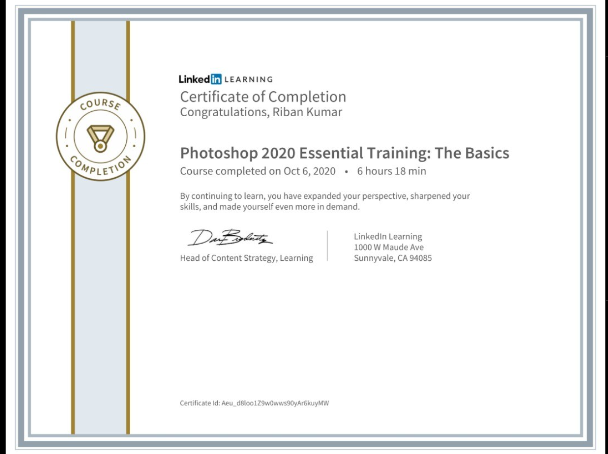 COURSE
COMPLETION
Linked in LEARNING
Certificate of Completion
Congratulations, Riban Kumar
Photoshop 2020 Essential Training: The Basics
Course completed on Oct 6, 2020 • 6 hours 18 min
By continuing to learn, you have expanded your perspective, sharpened your
skills, and made yourself even more in demand.
Head of Content Strategy, Learning
LinkedIn Learning
1000 W Maude Ave
Sunnyvale, CA 94085
Certificate Id: Aeu_d8loo1Z9w0wws90yAr6kuyMW